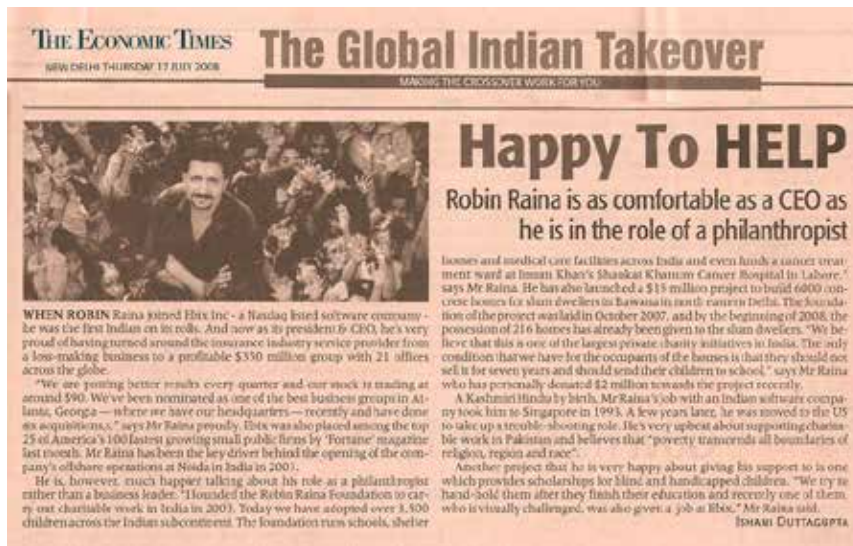 THE ECONOMIC TIMES
NEW DELHI THURSDAY 17 JULY 2008
The Global Indian Takeover
MAKING THE CROSSOVER WORK FOR YOU
Happy To HELP
Robin Raina is as comfortable as a CEO as
he is in the role of a philanthropist
WHEN ROBIN Raina joined Ebix Inc - a Nasdaq listed software company -
he was the first Indian on its rolls. And now as its president & CEO, he's very
proud of having turned around the insurance industry service provider from
a loss-making business to a profitable $350 million group with 21 offices
across the globe.
"We are posting better results every quarter and our stock is trading at
around $90. We've been nominated as one of the best business groups in At-
lanta, Georgia — where we have our headquarters — recently and have done
six acquisitions," says Mr Raina proudly. Ebix was also placed among the top
25 of America's 100 fastest growing small public firms by 'Fortune' magazine
last month. Mr Raina has been the key driver behind the opening of the com-
pany's offshore operations at Noida in India in 2001.
He is, however, much happier talking about his role as a philanthropist
rather than a business leader. "I founded the Robin Raina Foundation to car-
ry out charitable work in India in 2003. Today we have adopted over 3,500
children across the Indian subcontinent. The foundation runs schools, shelter
homes and medical care facilities across India and even funds a cancer treat-
ment ward at Imran Khan's Shaukat Khanum Cancer Hospital in Lahore,"
says Mr Raina. He has also launched a $15 million project to build 6000 con-
crete homes for slum dwellers in Bawana in north eastern Delhi. The founda-
tion of the project was laid in October 2007, and by the beginning of 2008, the
possession of 216 homes has already been given to the slum dwellers. "We be-
lieve that this is one of the largest private charity initiatives in India. The only
condition that we have for the occupants of the houses is that they should not
sell it for seven years and should send their children to school," says Mr Raina
who has personally donated $2 million towards the project recently.
A Kashmiri Hindu by birth, Mr Raina's job with an Indian software compa-
ny took him to Singapore in 1993. A few years later, he was moved to the US
to take up a trouble-shooting role. He's very upbeat about supporting charita-
ble work in Pakistan and believes that "poverty transcends all boundaries of
religion, region and race".
Another project that he is very happy about giving his support to is one
which provides scholarships for blind and handicapped children. "We try to
hand-hold them after they finish their education and recently one of them,
who is visually challenged, was also given a job at Ebix," Mr Raina said.
ISHANI DUTTAGUPTA